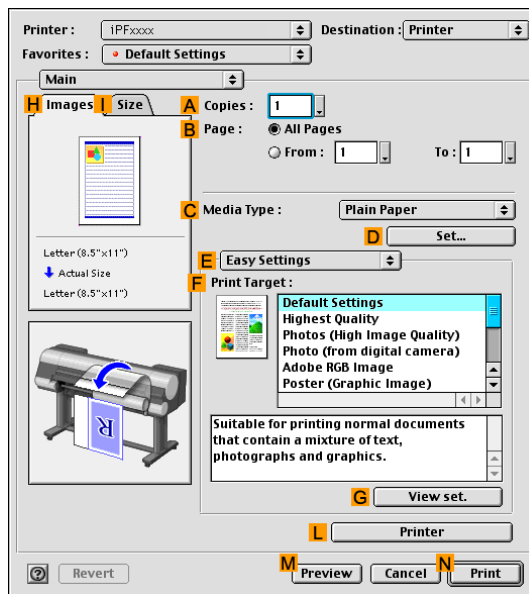 Printer : iPFxxxx Destination : Printer
Favorites : Default Settings
Main
H Images I Size
A Copies : 1
B Page : All Pages
From : 1 To : 1
C Media Type : Plain Paper
D Set...
Letter (8.5"x11")
Actual Size
Letter (8.5"x11")
E Easy Settings
F Print Target :
Default Settings
Highest Quality
Photos (High Image Quality)
Photo (from digital camera)
Adobe RGB Image
Poster (Graphic Image)
R
Suitable for printing normal documents
that contain a mixture of text,
photographs and graphics.
G View set.
L Printer
? Revert M Preview Cancel N Print